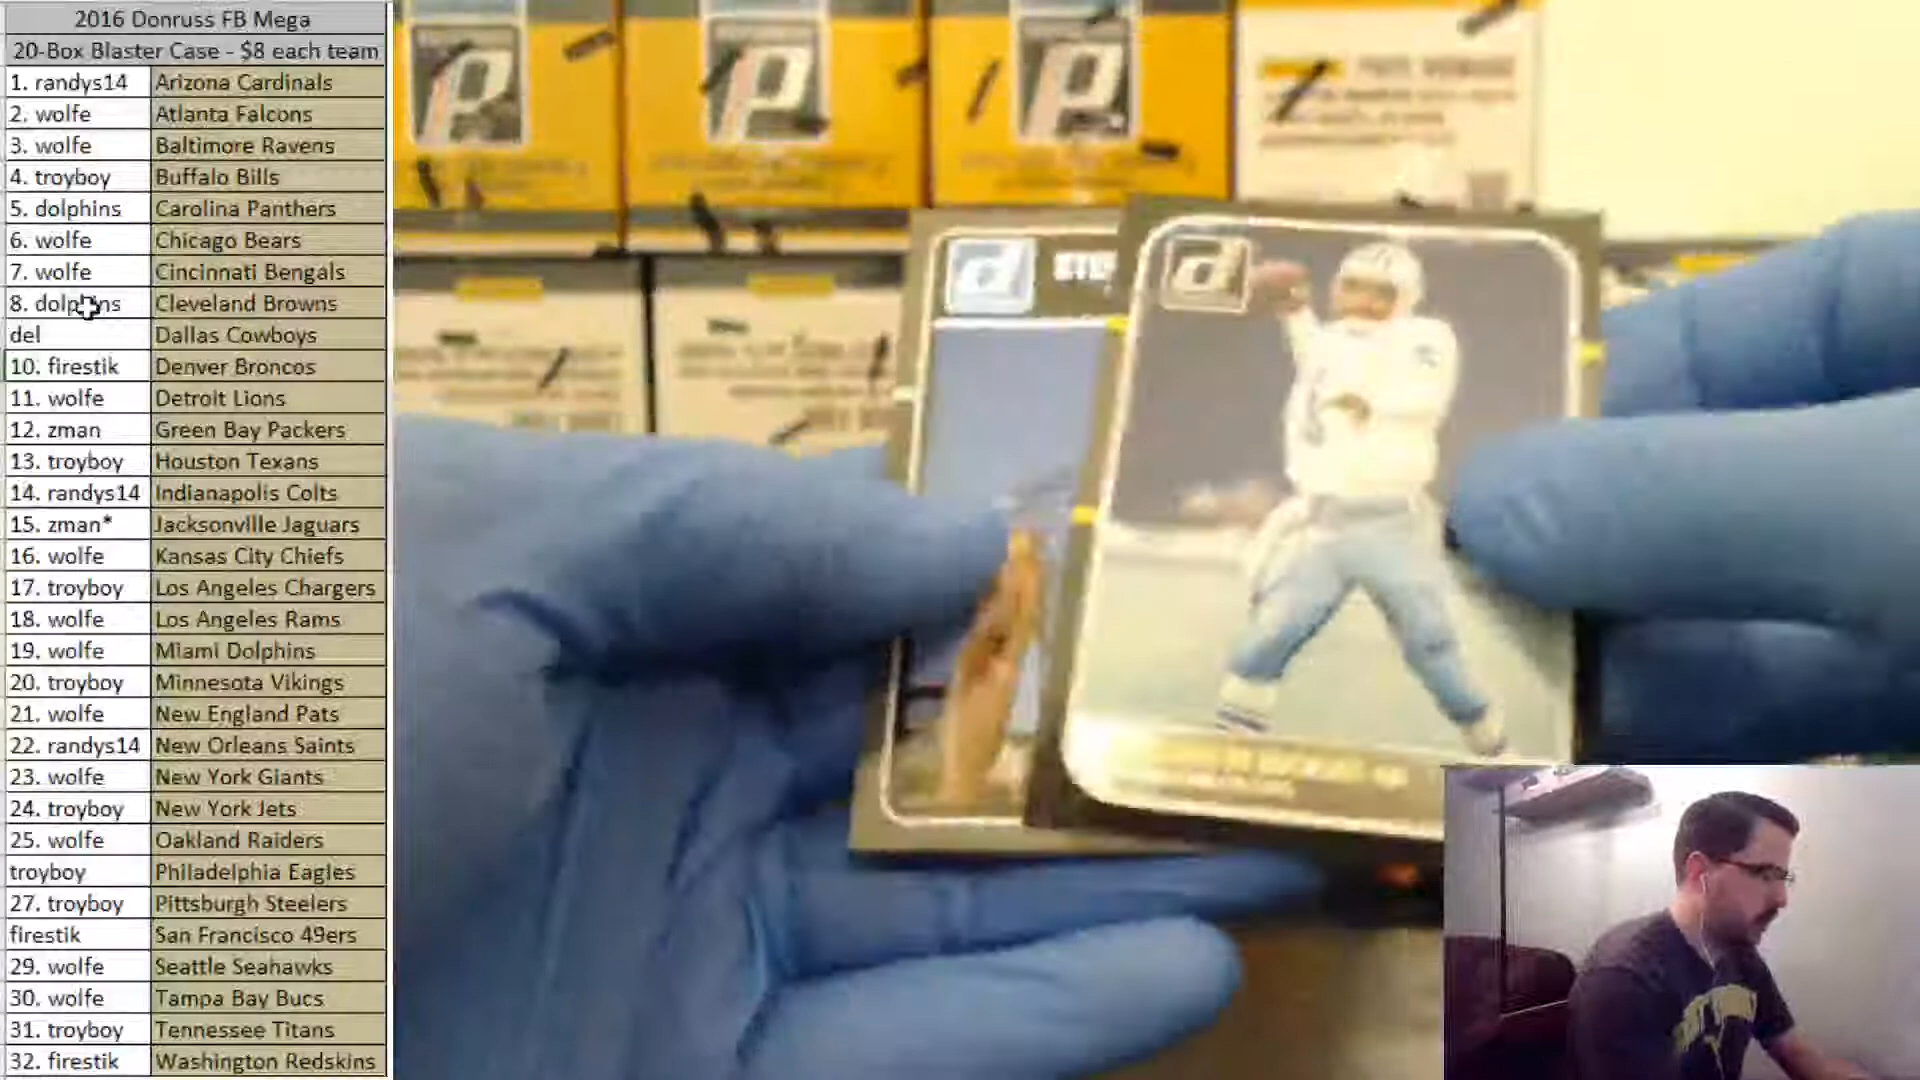 2016 Donruss FB Mega
20-Box Blaster Case - $8 each team
1. randys14 Arizona Cardinals
2. wolfe Atlanta Falcons
3. wolfe Baltimore Ravens
4. troyboy Buffalo Bills
5. dolphins Carolina Panthers
6. wolfe Chicago Bears
7. wolfe Cincinnati Bengals
8. dolphins Cleveland Browns
del Dallas Cowboys
10. firestik Denver Broncos
11. wolfe Detroit Lions
12. zman Green Bay Packers
13. troyboy Houston Texans
14. randys14 Indianapolis Colts
15. zman* Jacksonville Jaguars
16. wolfe Kansas City Chiefs
17. troyboy Los Angeles Chargers
18. wolfe Los Angeles Rams
19. wolfe Miami Dolphins
20. troyboy Minnesota Vikings
21. wolfe New England Pats
22. randys14 New Orleans Saints
23. wolfe New York Giants
24. troyboy New York Jets
25. wolfe Oakland Raiders
troyboy Philadelphia Eagles
27. troyboy Pittsburgh Steelers
firestik San Francisco 49ers
29. wolfe Seattle Seahawks
30. wolfe Tampa Bay Bucs
31. troyboy Tennessee Titans
32. firestik Washington Redskins
P
P
P
d
d